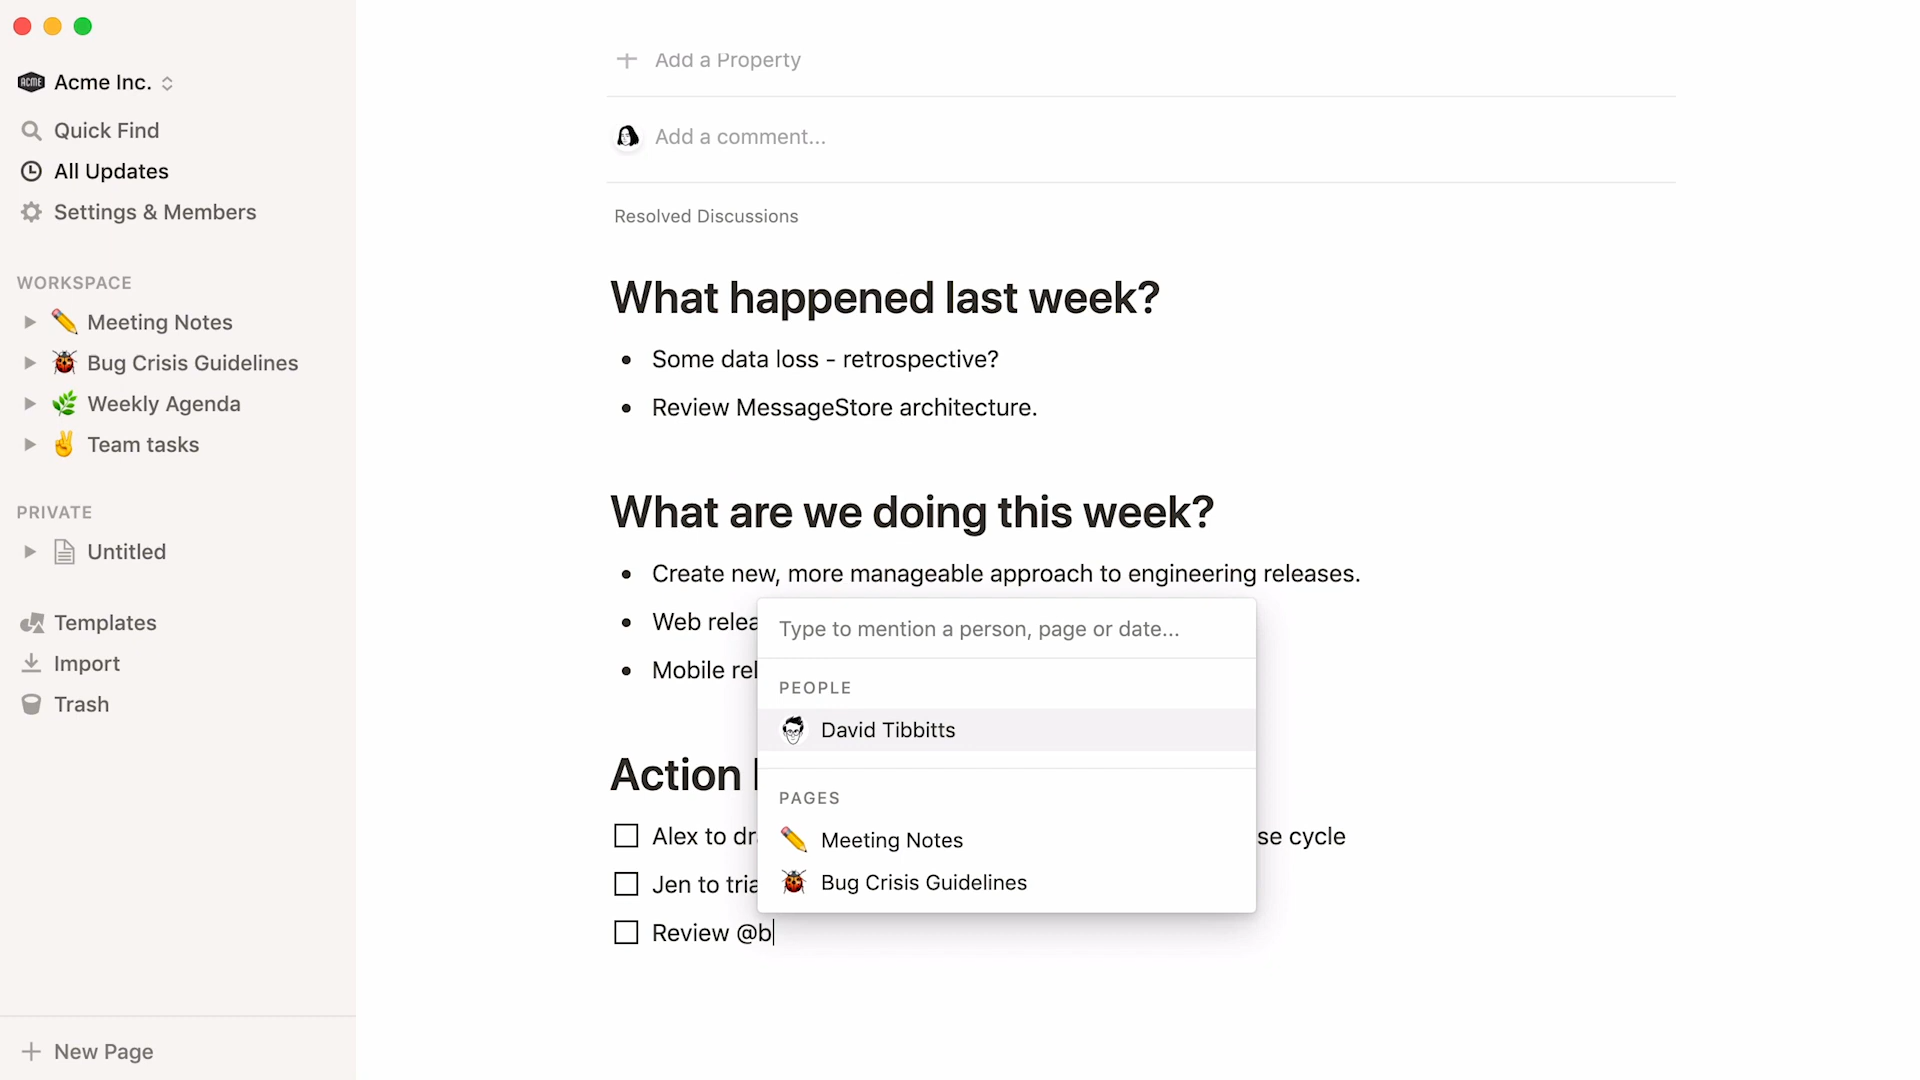 ACME Acme Inc.
Quick Find
All Updates
Settings & Members
WORKSPACE
Meeting Notes
Bug Crisis Guidelines
Weekly Agenda
Team tasks
PRIVATE
Untitled
Templates
Import
Trash
New Page
Add a Property
Add a comment...
Resolved Discussions
What happened last week?
Some data loss - retrospective?
Review MessageStore architecture.
What are we doing this week?
Create new, more manageable approach to engineering releases.
Web
Mobile
Action
Alex to
se cycle
Jen to
Review @b
Type to mention a person, page or date...
PEOPLE
David Tibbitts
PAGES
Meeting Notes
Bug Crisis Guidelines